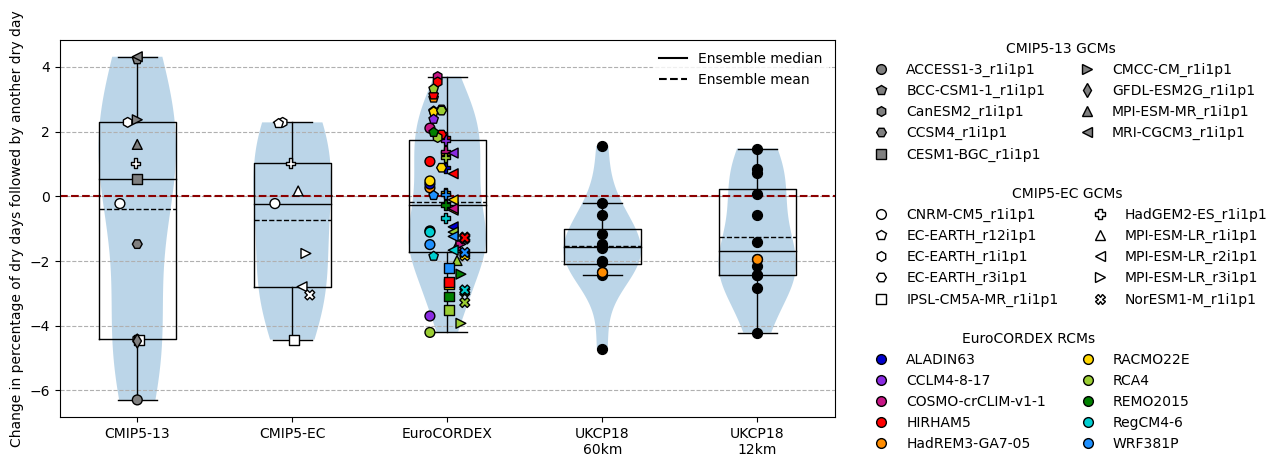 Change in percentage of dry days followed by another dry day
4
2
0
−2
−4
−6
CMIP5-13
CMIP5-EC
EuroCORDEX
UKCP18
60km
UKCP18
12km
Ensemble median
Ensemble mean
CMIP5-13 GCMs
ACCESS1-3_r1i1p1
BCC-CSM1-1_r1i1p1
CanESM2_r1i1p1
CCSM4_r1i1p1
CESM1-BGC_r1i1p1
CMCC-CM_r1i1p1
GFDL-ESM2G_r1i1p1
MPI-ESM-MR_r1i1p1
MRI-CGCM3_r1i1p1
CMIP5-EC GCMs
CNRM-CM5_r1i1p1
EC-EARTH_r12i1p1
EC-EARTH_r1i1p1
EC-EARTH_r3i1p1
IPSL-CM5A-MR_r1i1p1
HadGEM2-ES_r1i1p1
MPI-ESM-LR_r1i1p1
MPI-ESM-LR_r2i1p1
MPI-ESM-LR_r3i1p1
NorESM1-M_r1i1p1
EuroCORDEX RCMs
ALADIN63
CCLM4-8-17
COSMO-crCLIM-v1-1
HIRHAM5
HadREM3-GA7-05
RACMO22E
RCA4
REMO2015
RegCM4-6
WRF381P